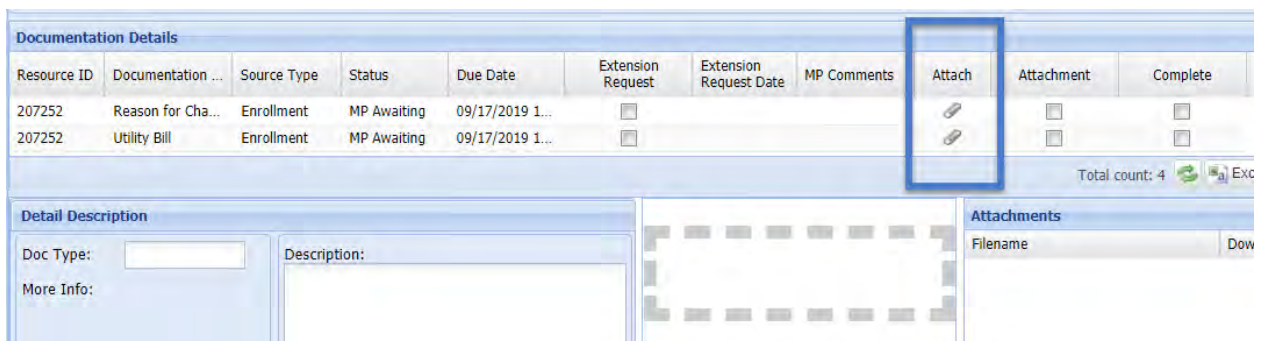 Documentation Details
Resource ID Documentation ... Source Type Status Due Date Extension Request Extension Request Date MP Comments Attach Attachment Complete
207252 Reason for Cha... Enrollment MP Awaiting 09/17/2019 1...
207252 Utility Bill Enrollment MP Awaiting 09/17/2019 1...
Total count: 4 Exc
Detail Description Attachments
Doc Type: Description: Filename Dow
More Info: